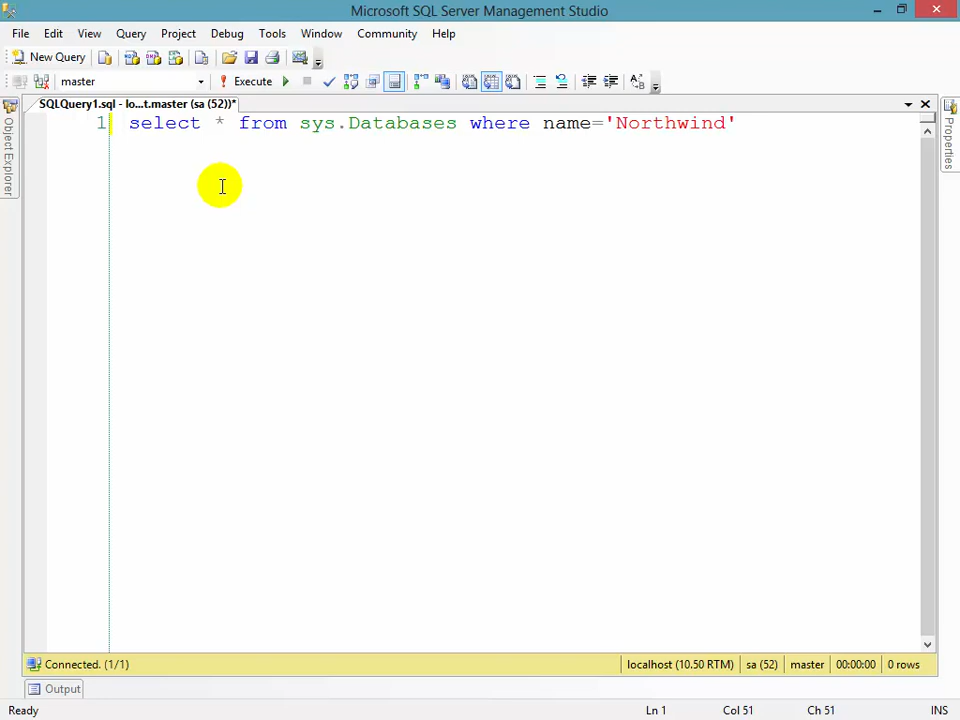 Microsoft SQL Server Management Studio
File Edit View Query Project Debug Tools Window Community Help
New Query
master Execute
SQLQuery1.sql - lo...t.master (sa (52))*
1 select * from sys.Databases where name='Northwind'
Object Explorer
Properties
Connected. (1/1) localhost (10.50 RTM) sa (52) master 00:00:00 0 rows
Output
Ready Ln 1 Col 51 Ch 51 INS